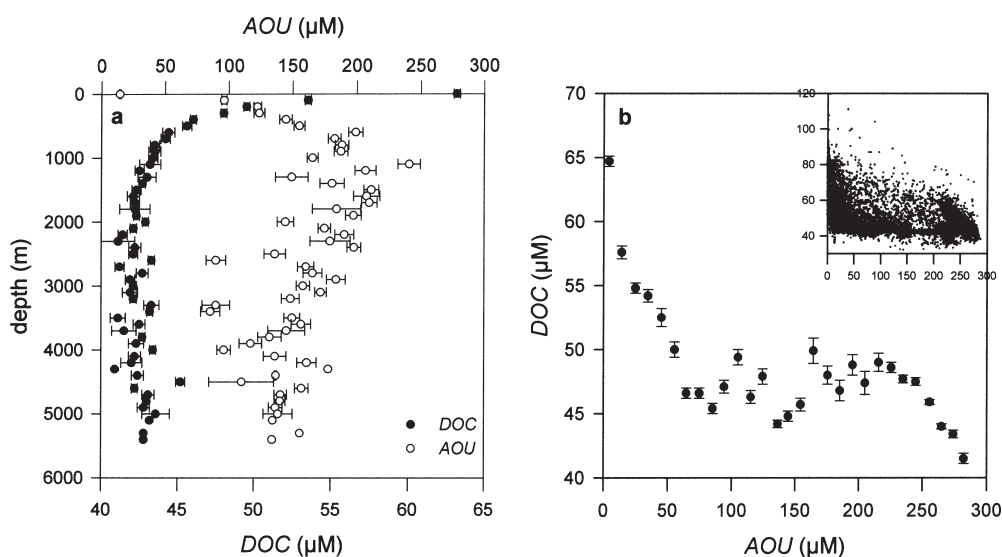 AOU (µM)
0 50 100 150 200 250 300
a
0
1000
2000
3000
4000
5000
6000
depth (m)
DOC
AOU
40 45 50 55 60 65
DOC (µM)
b
70
65
60
55
50
45
40
DOC (µM)
0 50 100 150 200 250 300
AOU (µM)
120
100
80
60
40
0 50 100 150 200 250 300